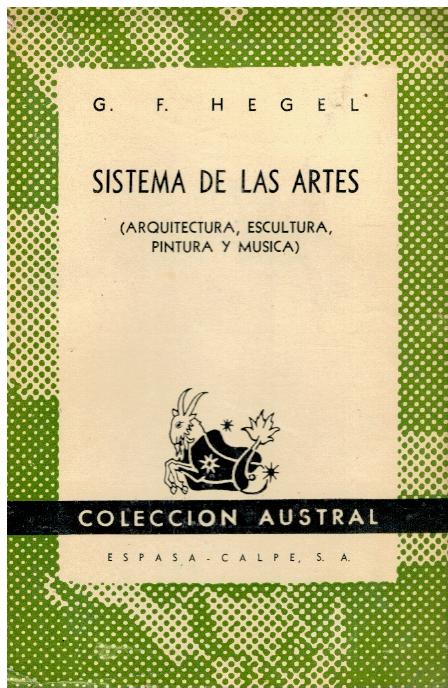 G. F. HEGEL
SISTEMA DE LAS ARTES
(ARQUITECTURA, ESCULTURA,
PINTURA Y MUSICA)
COLECCION AUSTRAL
ESPASA-CALPE, S. A.